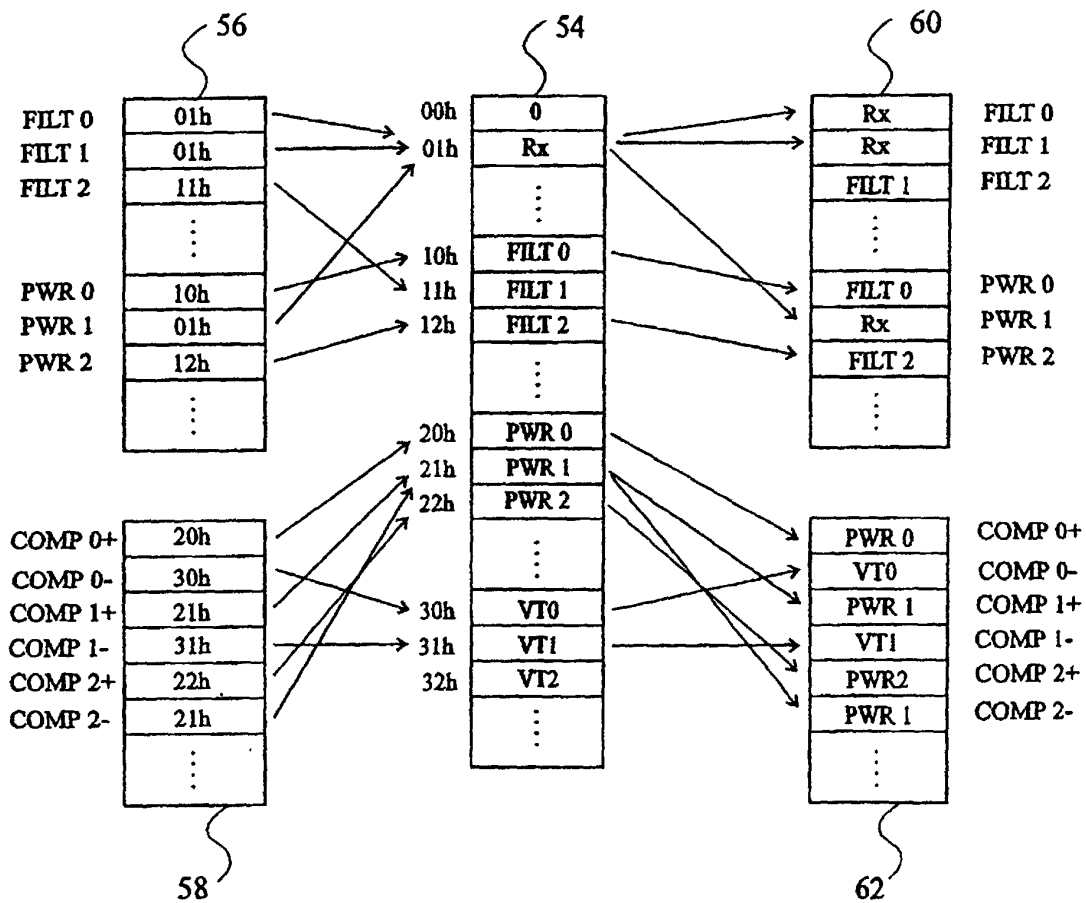 56
FILT 0 01h
FILT 1 01h
FILT 2 11h
PWR 0 10h
PWR 1 01h
PWR 2 12h
COMP 0+ 20h
COMP 0- 30h
COMP 1+ 21h
COMP 1- 31h
COMP 2+ 22h
COMP 2- 21h
58
54
00h 0
01h Rx
10h FILT 0
11h FILT 1
12h FILT 2
20h PWR 0
21h PWR 1
22h PWR 2
30h VT0
31h VT1
32h VT2
60
Rx FILT 0
Rx FILT 1
FILT 1 FILT 2
FILT 0 PWR 0
Rx PWR 1
FILT 2 PWR 2
PWR 0 COMP 0+
VT0 COMP 0-
PWR 1 COMP 1+
VT1 COMP 1-
PWR2 COMP 2+
PWR 1 COMP 2-
62